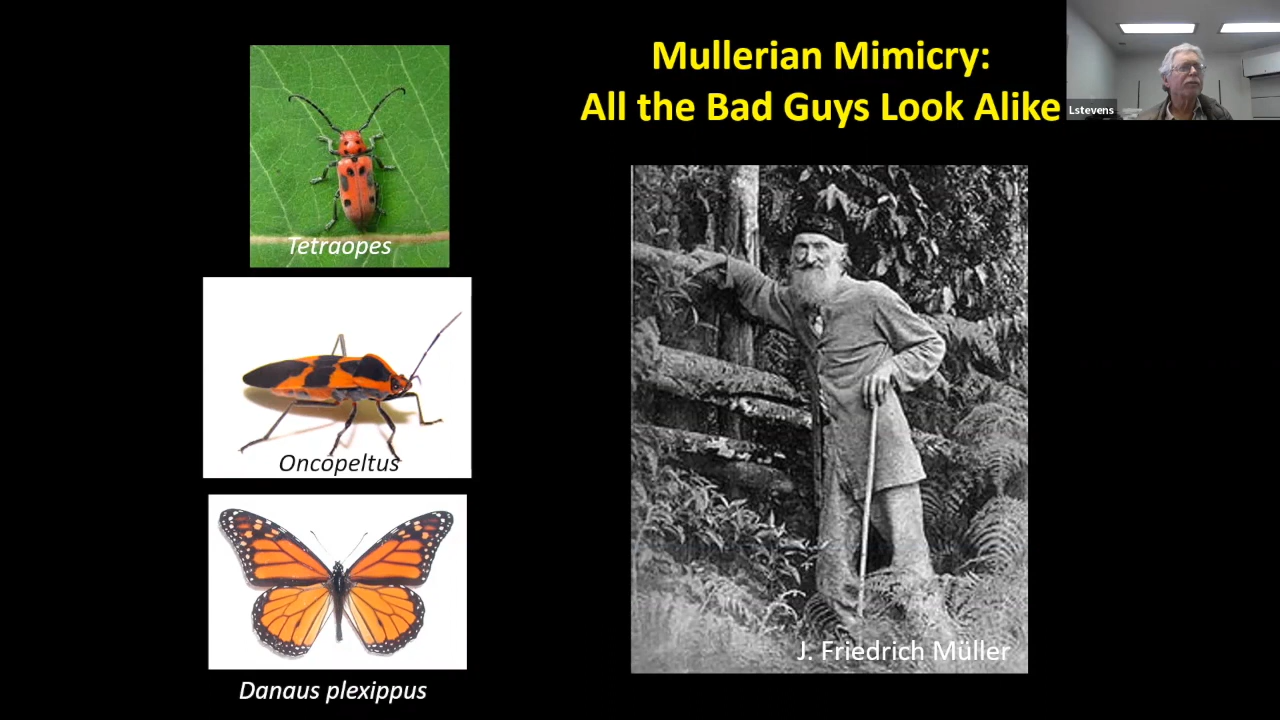 Mullerian Mimicry:
All the Bad Guys Look Alike
Lstevens
Tetraopes
Oncopeltus
Danaus plexippus
J. Friedrich Müller